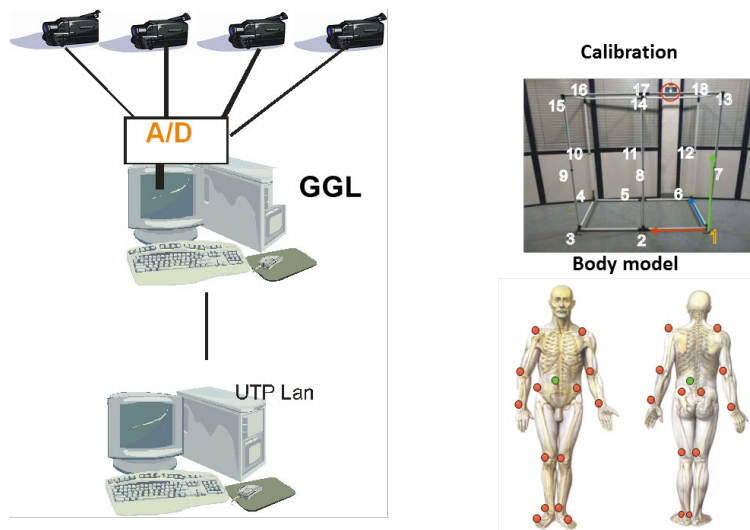 A/D
GGL
UTP Lan
Calibration
16 17 18 13
15 14
10 11 12
9 8 7
4 5 6
3 2 1
Body model